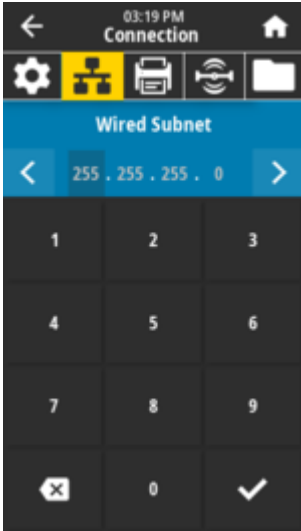 03:19 PM
Connection
Wired Subnet
255 . 255 . 255 . 0
1 2 3
4 5 6
7 8 9
0